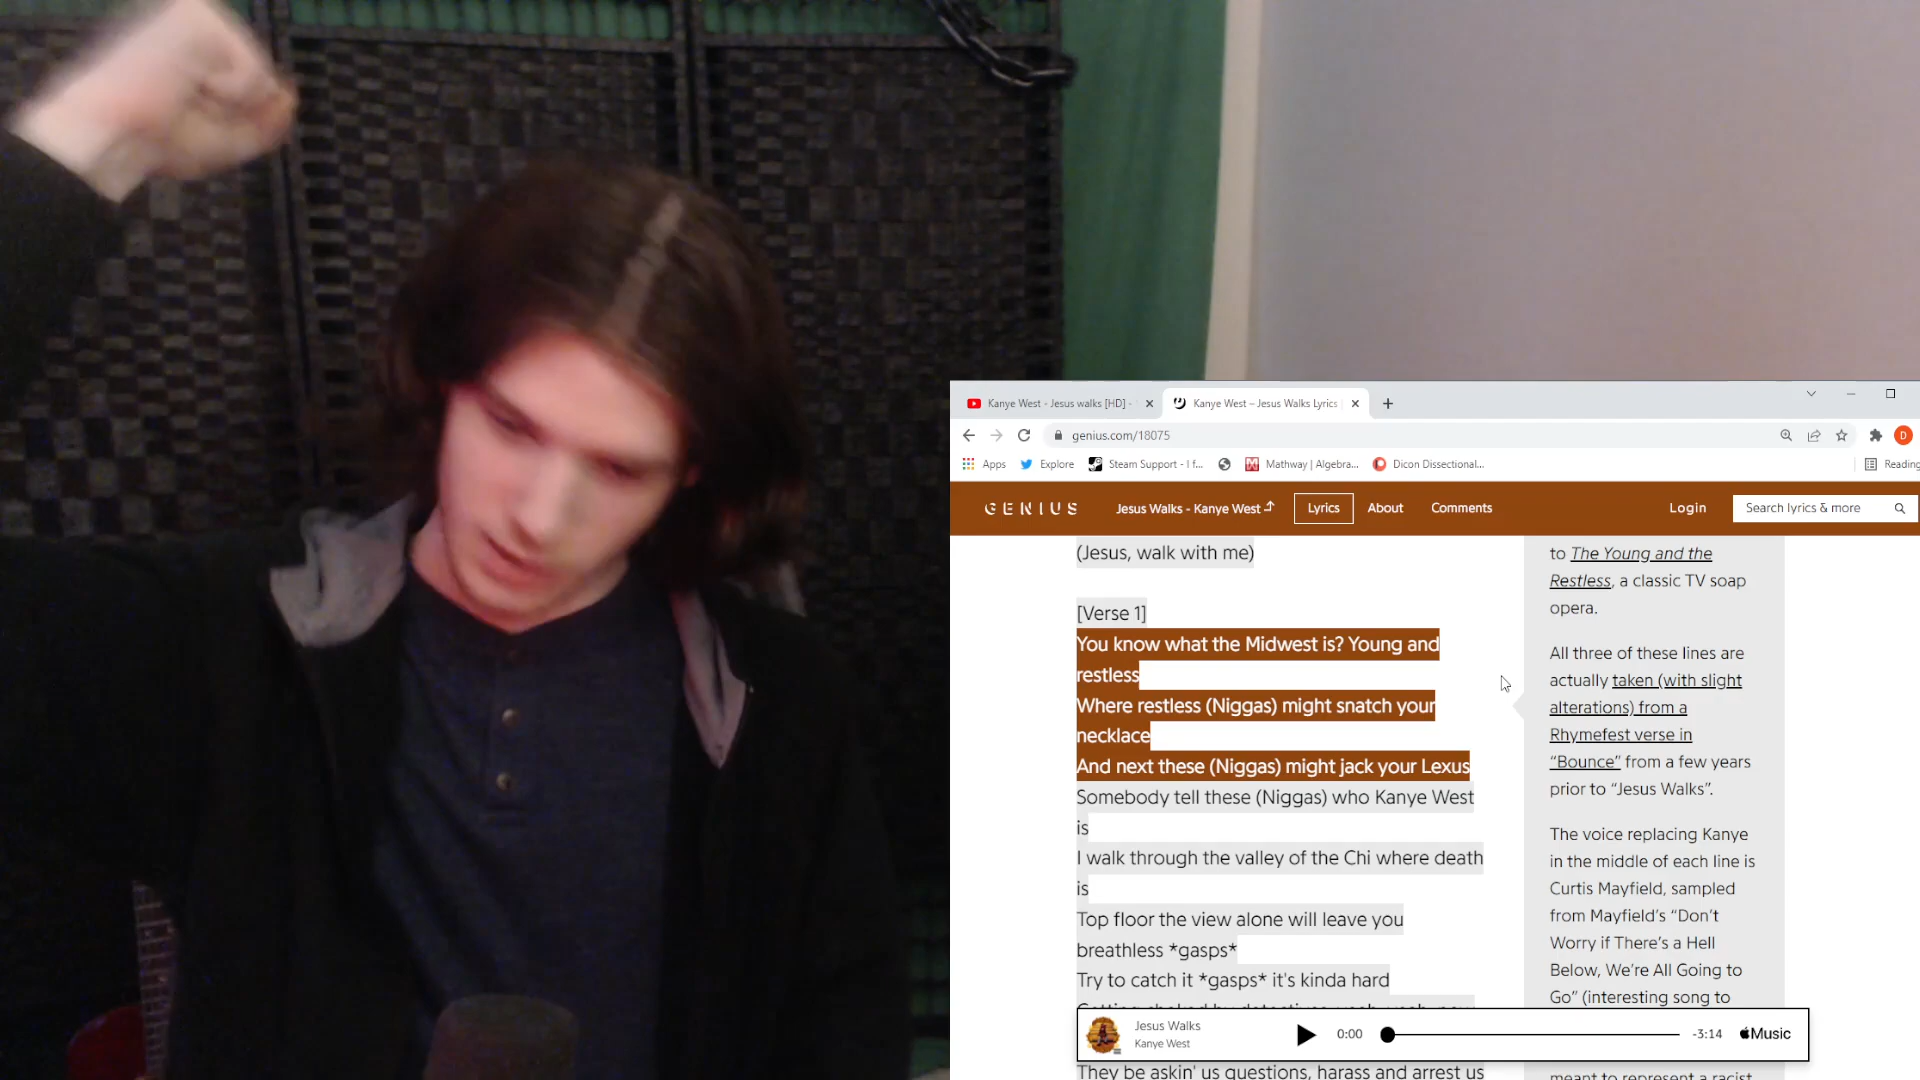 Kanye West - Jesus walks [HD] -
Kanye West – Jesus Walks Lyrics
genius.com/18075
D
Apps
Explore
Steam Support - I f...
Mathway | Algebra...
Dicon Dissectional...
Reading
GENIUS
Jesus Walks - Kanye West
Lyrics
About
Comments
Login
Search lyrics & more
(Jesus, walk with me)
[Verse 1]
You know what the Midwest is? Young and
restless
Where restless (Niggas) might snatch your
necklace
And next these (Niggas) might jack your Lexus
Somebody tell these (Niggas) who Kanye West
is
I walk through the valley of the Chi where death
is
Top floor the view alone will leave you
breathless *gasps*
Try to catch it *gasps* it's kinda hard
They be askin' us questions, harass and arrest us
to The Young and the
Restless, a classic TV soap
opera.
All three of these lines are
actually taken (with slight
alterations) from a
Rhymefest verse in
“Bounce” from a few years
prior to “Jesus Walks”.
The voice replacing Kanye
in the middle of each line is
Curtis Mayfield, sampled
from Mayfield's “Don't
Worry if There's a Hell
Below, We're All Going to
Go” (interesting song to
meant to represent a racist
Jesus Walks
Kanye West
0:00
-3:14
Music